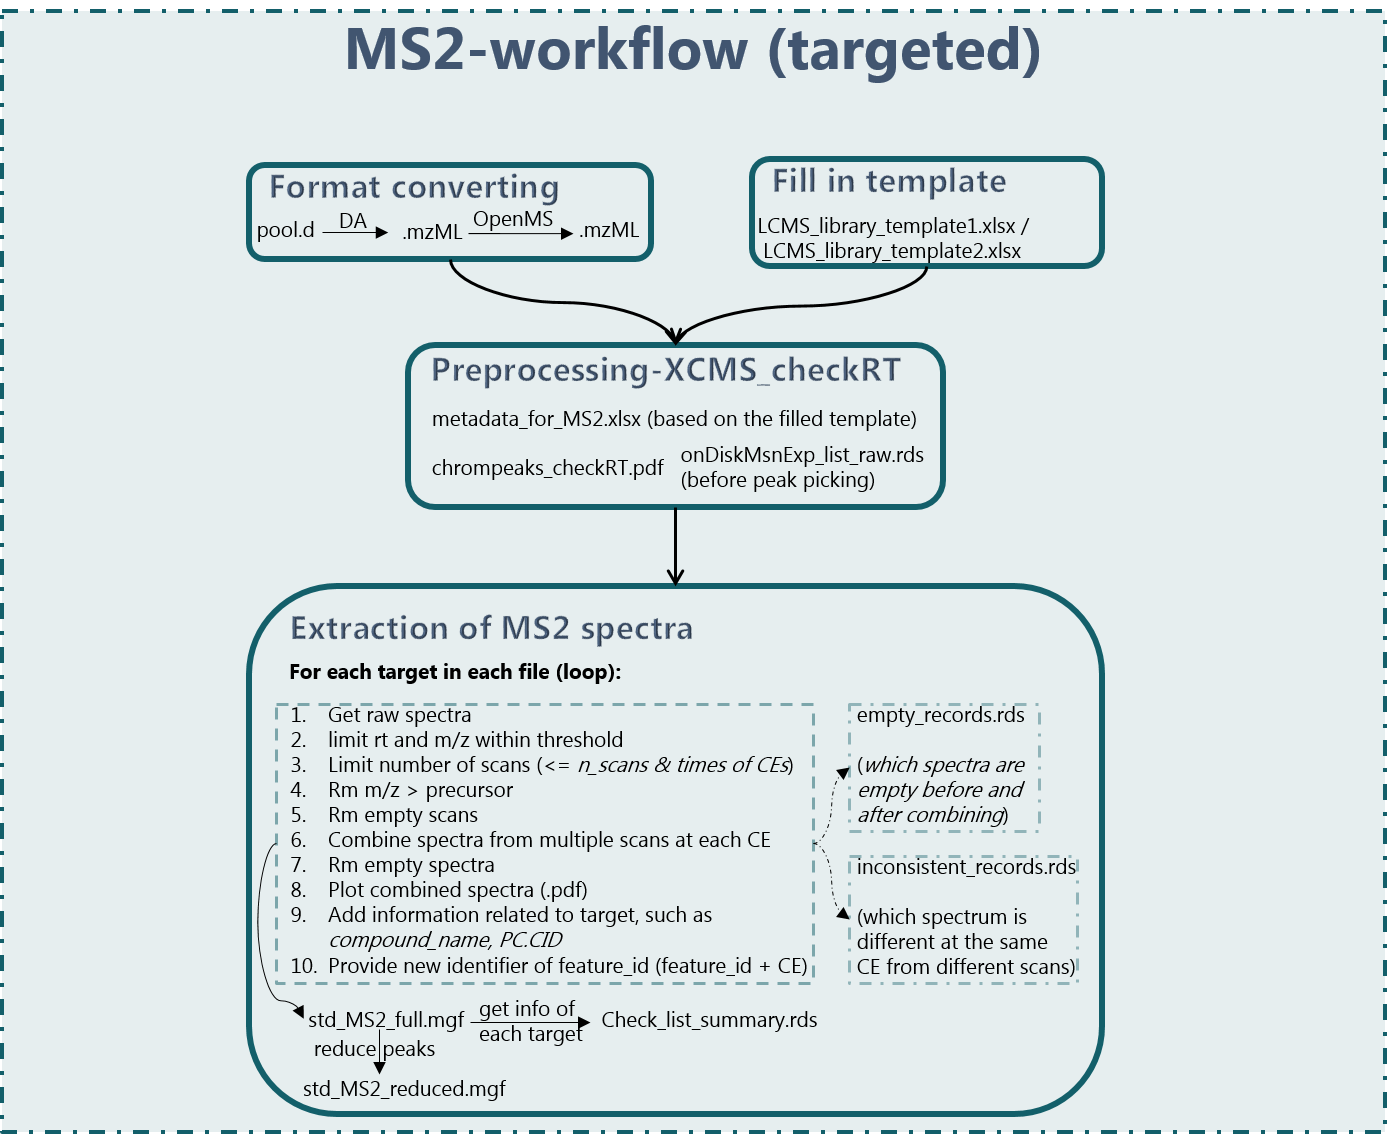 MS2-workflow (targeted)
Format converting
pool.d DA .mzML OpenMS .mzML
Fill in template
LCMS_library_template1.xlsx /
LCMS_library_template2.xlsx
Preprocessing-XCMS_checkRT
metadata_for_MS2.xlsx (based on the filled template)
chrompeaks_checkRT.pdf
onDiskMsnExp_list_raw.rds
(before peak picking)
Extraction of MS2 spectra
For each target in each file (loop):
1. Get raw spectra
2. limit rt and m/z within threshold
3. Limit number of scans (<= n_scans & times of CEs)
4. Rm m/z > precursor
5. Rm empty scans
6. Combine spectra from multiple scans at each CE
7. Rm empty spectra
8. Plot combined spectra (.pdf)
9. Add information related to target, such as
compound_name, PC.CID
10. Provide new identifier of feature_id (feature_id + CE)
empty_records.rds
(which spectra are
empty before and
after combining)
inconsistent_records.rds
(which spectrum is
different at the same
CE from different scans)
std_MS2_full.mgf
get info of
each target
Check_list_summary.rds
reduce peaks
std_MS2_reduced.mgf